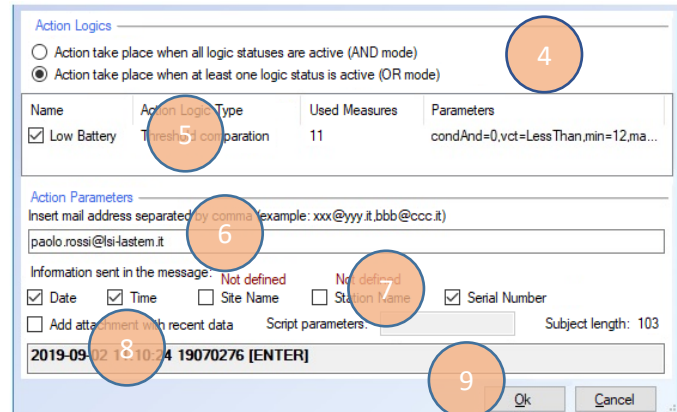 Action Logics
4
Action take place when all logic statuses are active (AND mode)
Action take place when at least one logic status is active (OR mode)
Name Action Logic Type Used Measures Parameters
5
Low Battery Threshold comparation 11 condAnd=0,vct=LessThan,min=12,ma...
Action Parameters
Insert mail address separated by comma (example: xxx@yyy.it,bbb@ccc.it)
6
paolo.rossi@lsi-lastem.it
Information sent in the message:
Not defined Not defined
7
Date Time Site Name Station Name Serial Number
Add attachment with recent data Script parameters: Subject length: 103
8
2019-09-02 :10:24 19070276 [ENTER]
9
Ok Cancel